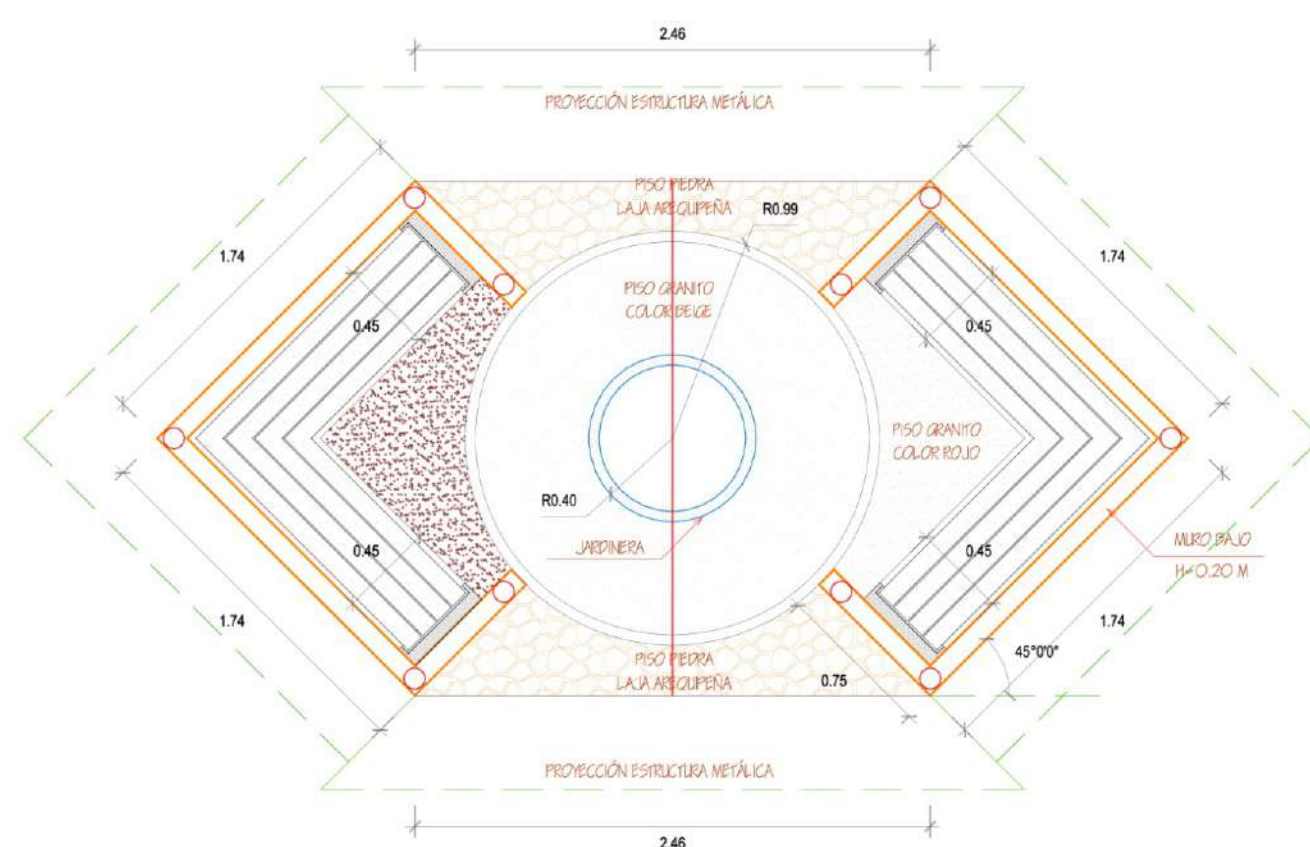 2.46
PROYECCIÓN ESTRUCTURA METÁLICA
PISO PIEDRA
LAJA AREQUIPEÑA
R0.99
1.74
1.74
PISO GRANITO
COLOR BEIGE
0.45
0.45
PISO GRANITO
COLOR ROJO
R0.40
JARDINERA
0.45
0.45
MURO BAJO
H=0.20 M
1.74
1.74
45°0'0"
PISO PIEDRA
LAJA AREQUIPEÑA
0.75
PROYECCIÓN ESTRUCTURA METÁLICA
2.46